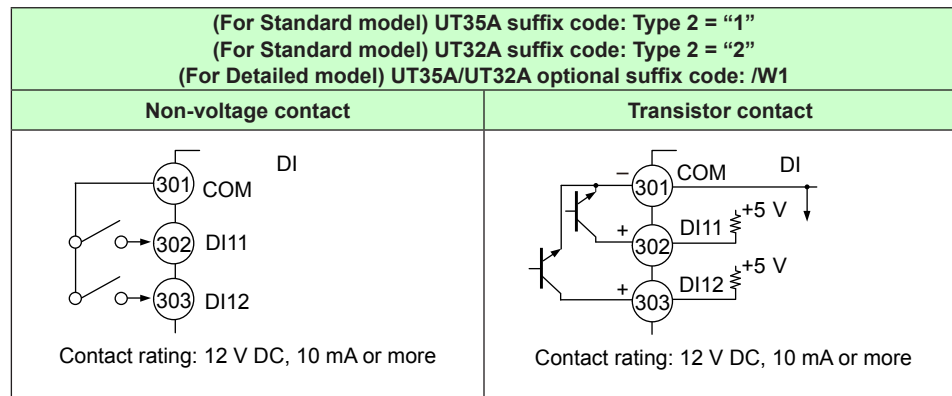 (For Standard model) UT35A suffix code: Type 2 = “1”
(For Standard model) UT32A suffix code: Type 2 = “2”
(For Detailed model) UT35A/UT32A optional suffix code: /W1
Non-voltage contact
Transistor contact
DI
301
COM
302
DI11
303
DI12
Contact rating: 12 V DC, 10 mA or more
–
301
COM
DI
+
302
DI11
+5 V
+
303
DI12
+5 V
Contact rating: 12 V DC, 10 mA or more